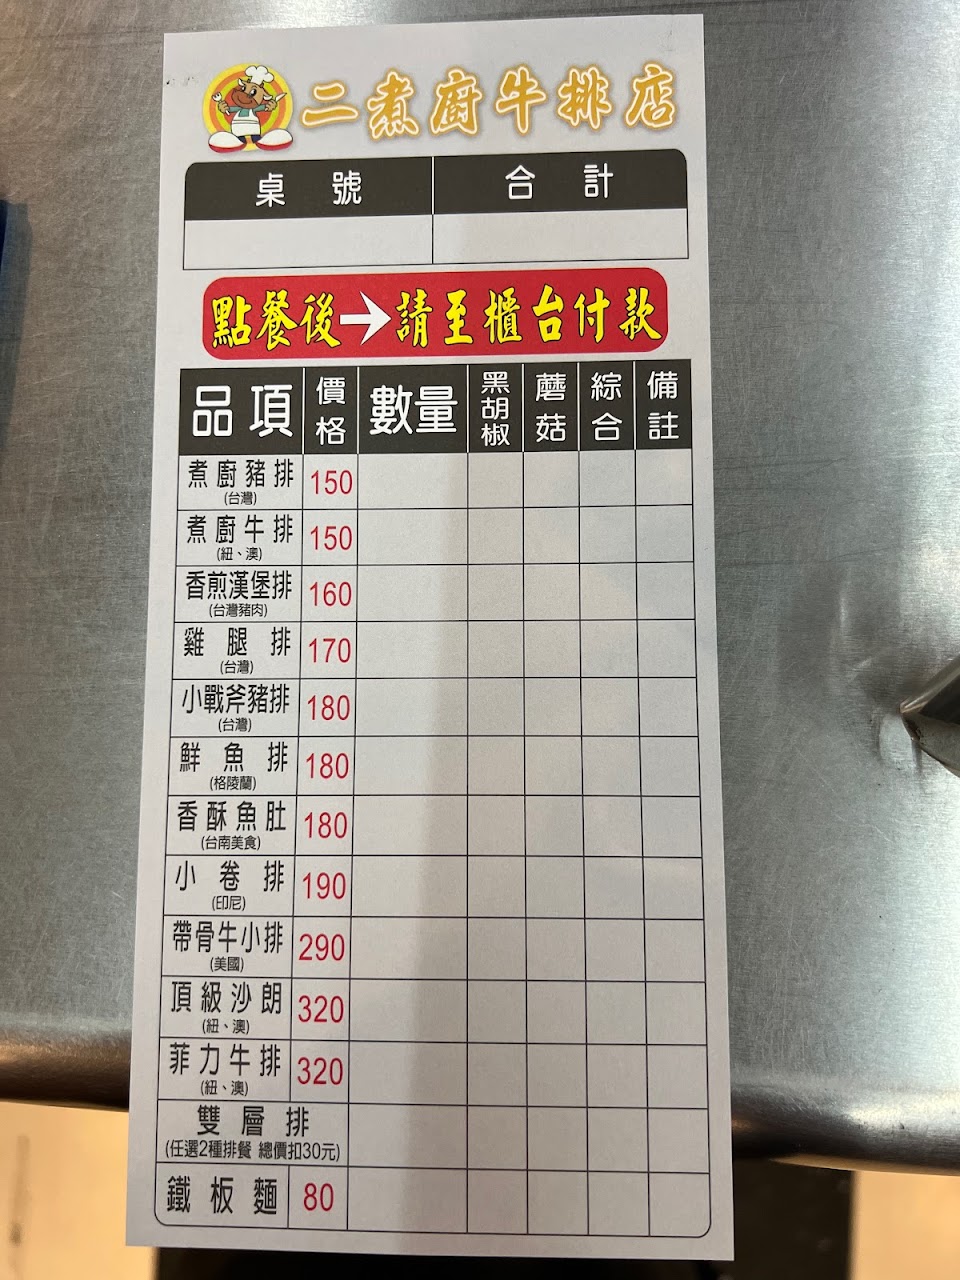 二煮廚牛排店
桌號 合計
點餐後→請至櫃台付款
品項 價格 數量 黑胡椒 蘑菇 綜合 備註
煮廚豬排 150
(台灣)
煮廚牛排 150
(紐、澳)
香煎漢堡排 160
(台灣豬肉)
雞腿排 170
(台灣)
小戰斧豬排 180
(台灣)
鮮魚排 180
(格陵蘭)
香酥魚肚 180
(台南美食)
小卷排 190
(印尼)
帶骨牛小排 290
(美國)
頂級沙朗 320
(紐、澳)
菲力牛排 320
(紐、澳)
雙層排
(任選2種排餐 總價扣30元)
鐵板麵 80